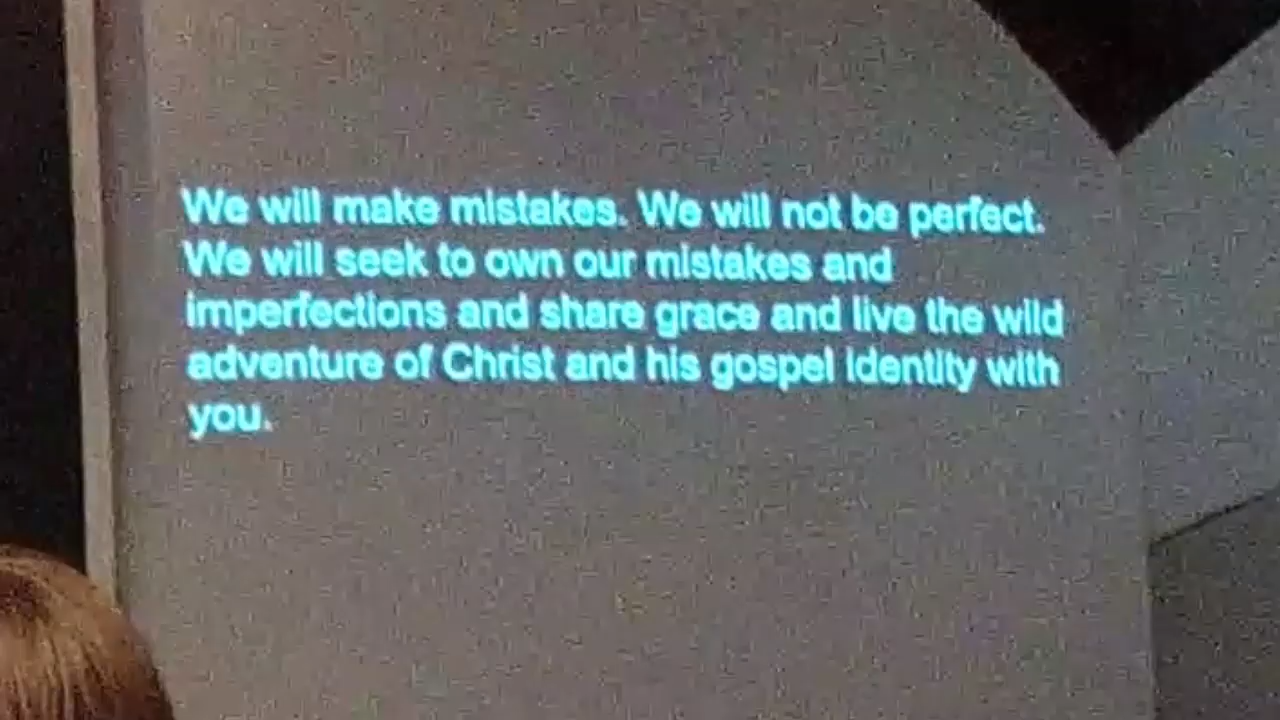 We will make mistakes. We will not be perfect.
We will seek to own our mistakes and
imperfections and share grace and live the wild
adventure of Christ and his gospel identity with
you.